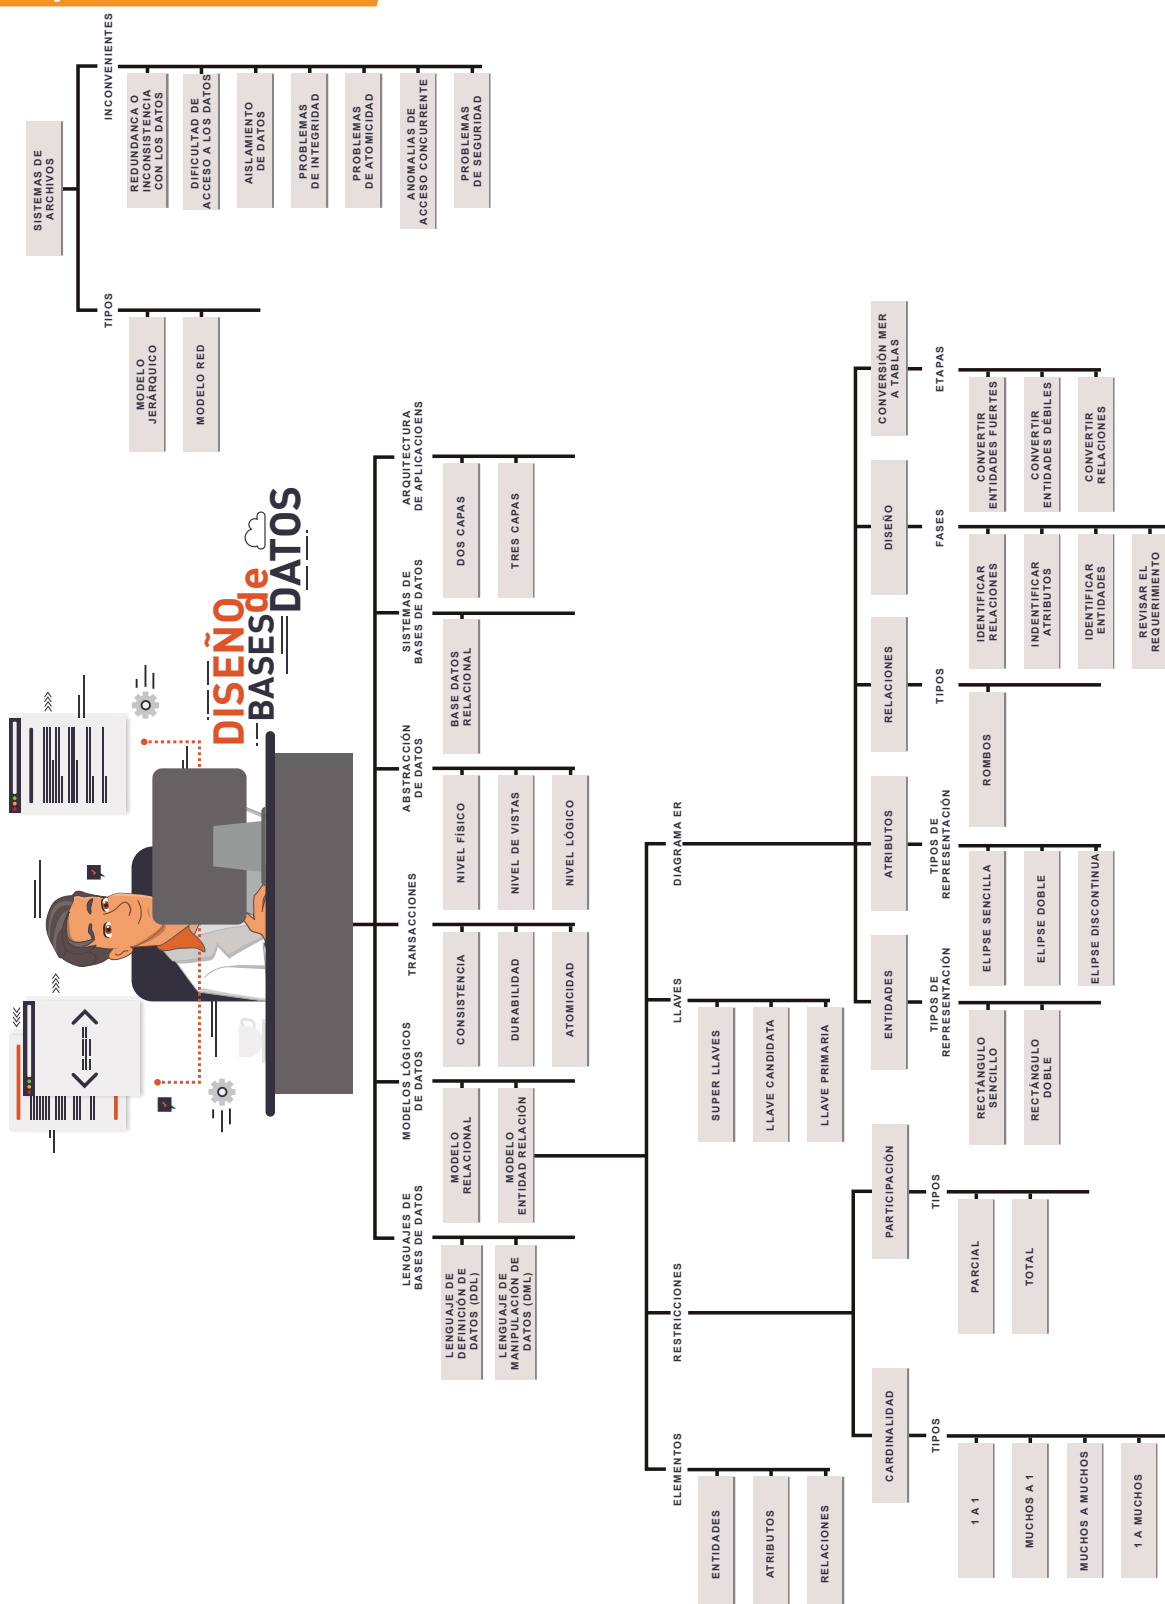 DISEÑO
BASES de
DATOS
LENGUAJES DE
BASES DE DATOS
LENGUAJE DE
DEFINICIÓN DE
DATOS (DDL)
LENGUAJE DE
MANIPULACIÓN DE
DATOS (DML)
MODELOS LÓGICOS
DE DATOS
MODELO
RELACIONAL
MODELO
ENTIDAD RELACIÓN
TRANSACCIONES
CONSISTENCIA
DURABILIDAD
ATOMICIDAD
ABSTRACCIÓN
DE DATOS
NIVEL FÍSICO
NIVEL DE VISTAS
NIVEL LÓGICO
SISTEMAS DE
BASES DE DATOS
BASE DATOS
RELACIONAL
ARQUITECTURA
DE APLICACIOENS
DOS CAPAS
TRES CAPAS
SISTEMAS DE
ARCHIVOS
TIPOS
MODELO
JERÁRQUICO
MODELO RED
INCONVENIENTES
REDUNDANCA O
INCONSISTENCIA
CON LOS DATOS
DIFICULTAD DE
ACCESO A LOS DATOS
AISLAMIENTO
DE DATOS
PROBLEMAS
DE INTEGRIDAD
PROBLEMAS
DE ATOMICIDAD
ANOMALIAS DE
ACCESO CONCURRENTE
PROBLEMAS
DE SEGURIDAD
ELEMENTOS
ENTIDADES
ATRIBUTOS
RELACIONES
RESTRICCIONES
CARDINALIDAD
TIPOS
1 A 1
MUCHOS A 1
MUCHOS A MUCHOS
1 A MUCHOS
PARTICIPACIÓN
TIPOS
PARCIAL
TOTAL
LLAVES
SUPER LLAVES
LLAVE CANDIDATA
LLAVE PRIMARIA
DIAGRAMA ER
ENTIDADES
TIPOS DE
REPRESENTACIÓN
RECTÁNGULO
SENCILLO
RECTÁNGULO
DOBLE
ATRIBUTOS
TIPOS DE
REPRESENTACIÓN
ELIPSE SENCILLA
ELIPSE DOBLE
ELIPSE DISCONTINUA
RELACIONES
TIPOS
ROMBOS
DISEÑO
FASES
IDENTIFICAR
RELACIONES
INDENTIFICAR
ATRIBUTOS
IDENTIFICAR
ENTIDADES
REVISAR EL
REQUERIMIENTO
CONVERSIÓN MER
A TABLAS
ETAPAS
CONVERTIR
ENTIDADES FUERTES
CONVERTIR
ENTIDADES DÉBILES
CONVERTIR
RELACIONES